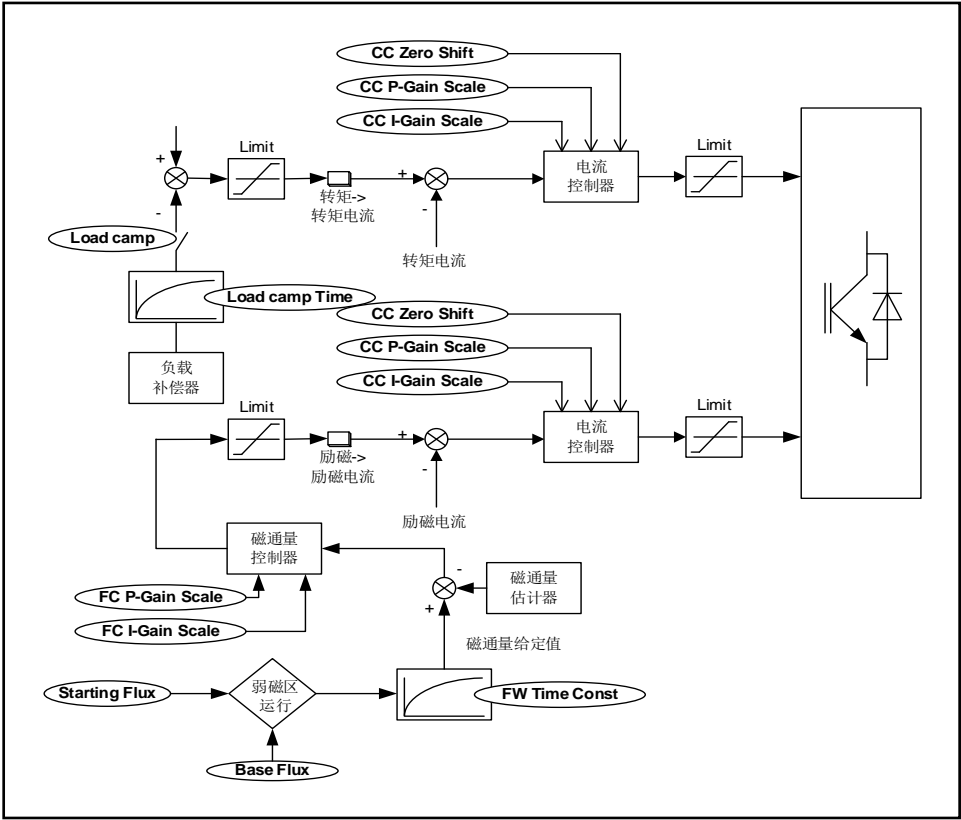 CC Zero Shift
CC P-Gain Scale
CC I-Gain Scale
+
Limit
+
电流
控制器
Limit
转矩->
转矩电流
-
-
Load camp
转矩电流
Load camp Time
CC Zero Shift
CC P-Gain Scale
负载
补偿器
CC I-Gain Scale
Limit
+
电流
控制器
Limit
励磁->
励磁电流
-
励磁电流
磁通量
控制器
-
磁通量
估计器
FC P-Gain Scale
+
FC I-Gain Scale
磁通量给定值
Starting Flux
弱磁区
运行
FW Time Const
Base Flux